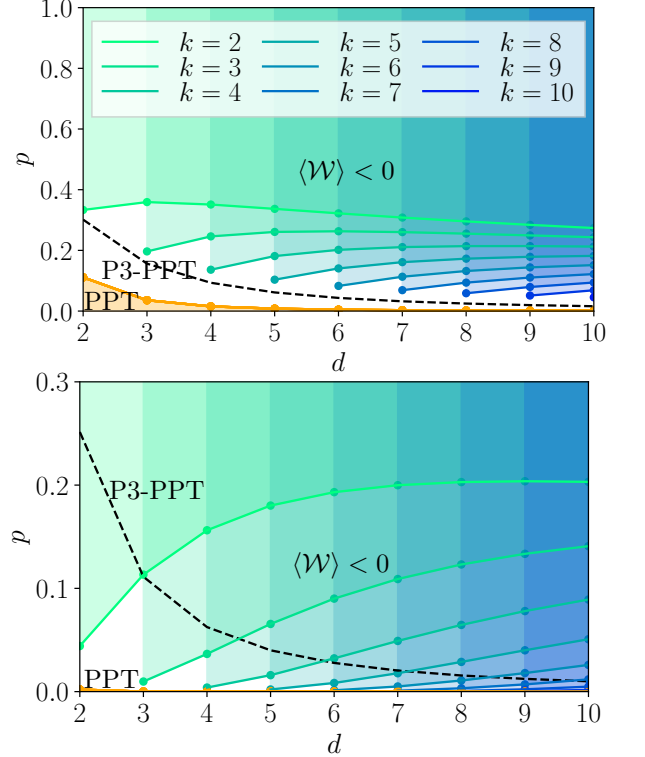 1.0
k = 2 k = 5 k = 8
k = 3 k = 6 k = 9
k = 4 k = 7 k = 10
0.8
0.6
p
⟨𝒲⟩ < 0
0.4
0.2
P3-PPT
PPT
0.0
2 3 4 5 6 7 8 9 10
d
0.3
0.2
P3-PPT
p
⟨𝒲⟩ < 0
0.1
PPT
0.0
2 3 4 5 6 7 8 9 10
d